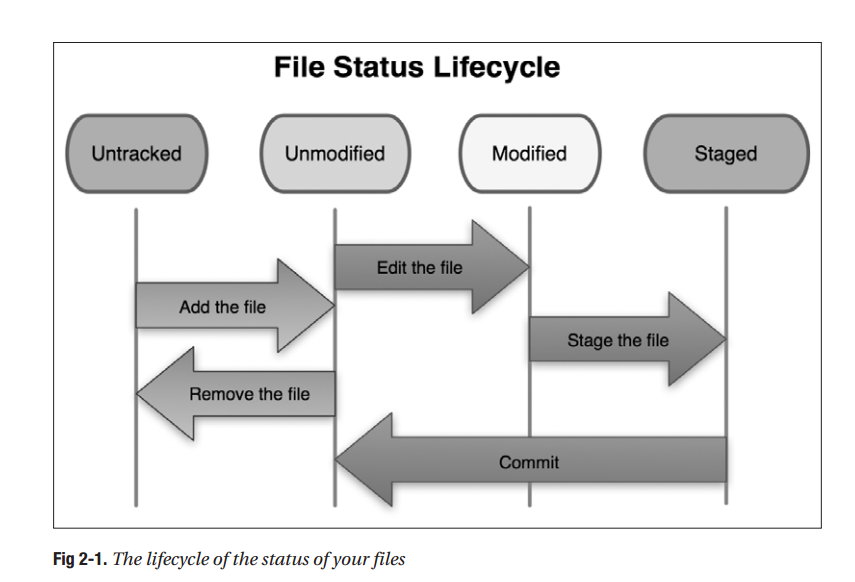 File Status Lifecycle
Untracked
Unmodified
Modified
Staged
Edit the file
Add the file
Stage the file
Remove the file
Commit
Fig 2-1. The lifecycle of the status of your files